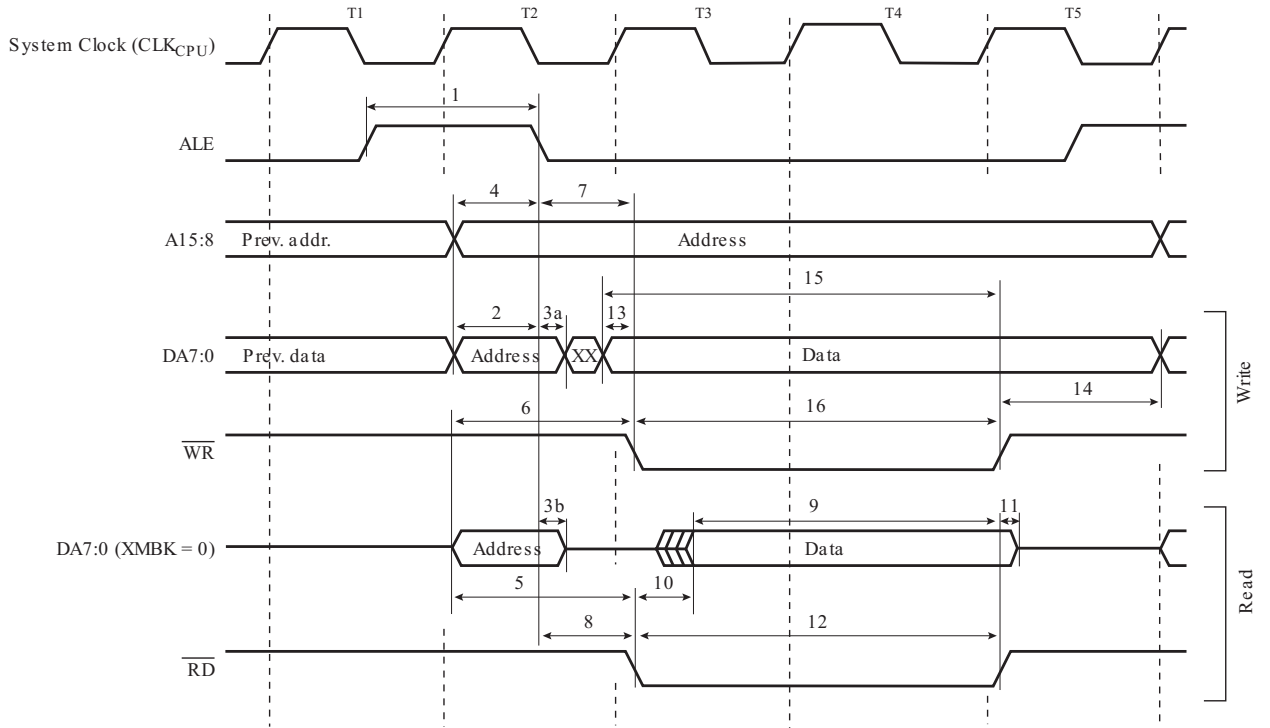 T1 T2 T3 T4 T5
System Clock (CLKCPU)
1
ALE
4 7
A15:8 Prev. addr. Address
15
2 3a 13
DA7:0 Prev. data Address XX Data
14
6 16
WR
Write
3b 9 11
DA7:0 (XMBK = 0) Address Data
5 10
8 12
RD
Read